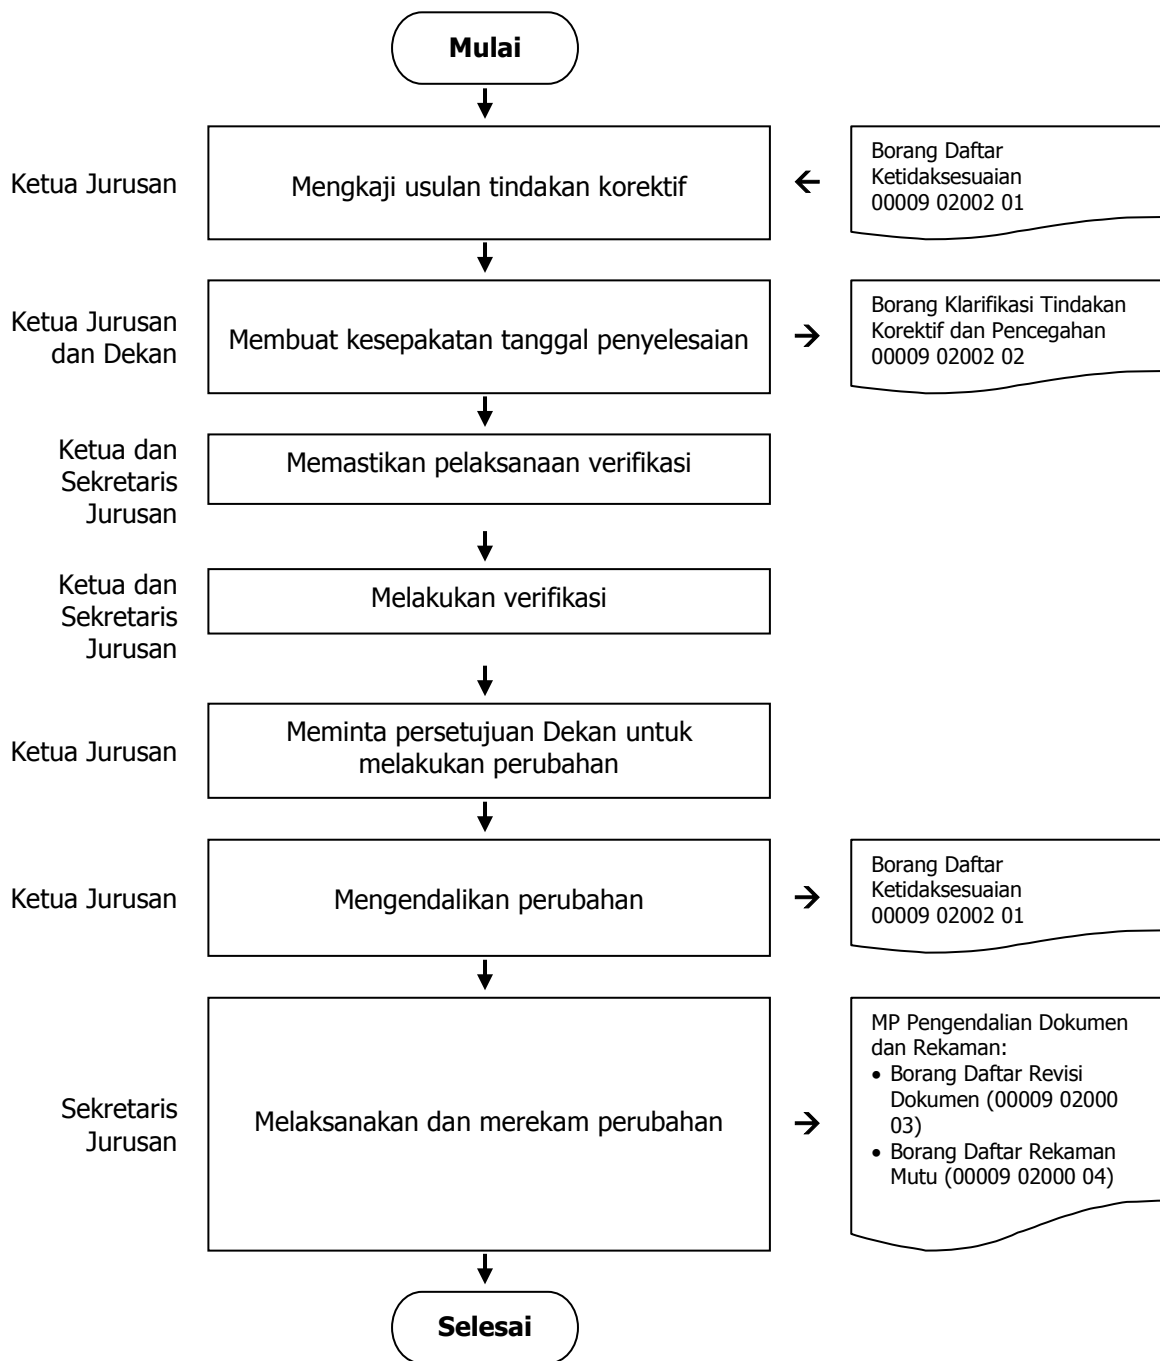 Mulai
Ketua Jurusan
Mengkaji usulan tindakan korektif
Borang Daftar
Ketidaksesuaian
00009 02002 01
Ketua Jurusan
dan Dekan
Membuat kesepakatan tanggal penyelesaian
Borang Klarifikasi Tindakan
Korektif dan Pencegahan
00009 02002 02
Ketua dan
Sekretaris
Jurusan
Memastikan pelaksanaan verifikasi
Ketua dan
Sekretaris
Jurusan
Melakukan verifikasi
Ketua Jurusan
Meminta persetujuan Dekan untuk
melakukan perubahan
Ketua Jurusan
Mengendalikan perubahan
Borang Daftar
Ketidaksesuaian
00009 02002 01
Sekretaris
Jurusan
Melaksanakan dan merekam perubahan
MP Pengendalian Dokumen
dan Rekaman:
• Borang Daftar Revisi
Dokumen (00009 02000
03)
• Borang Daftar Rekaman
Mutu (00009 02000 04)
Selesai